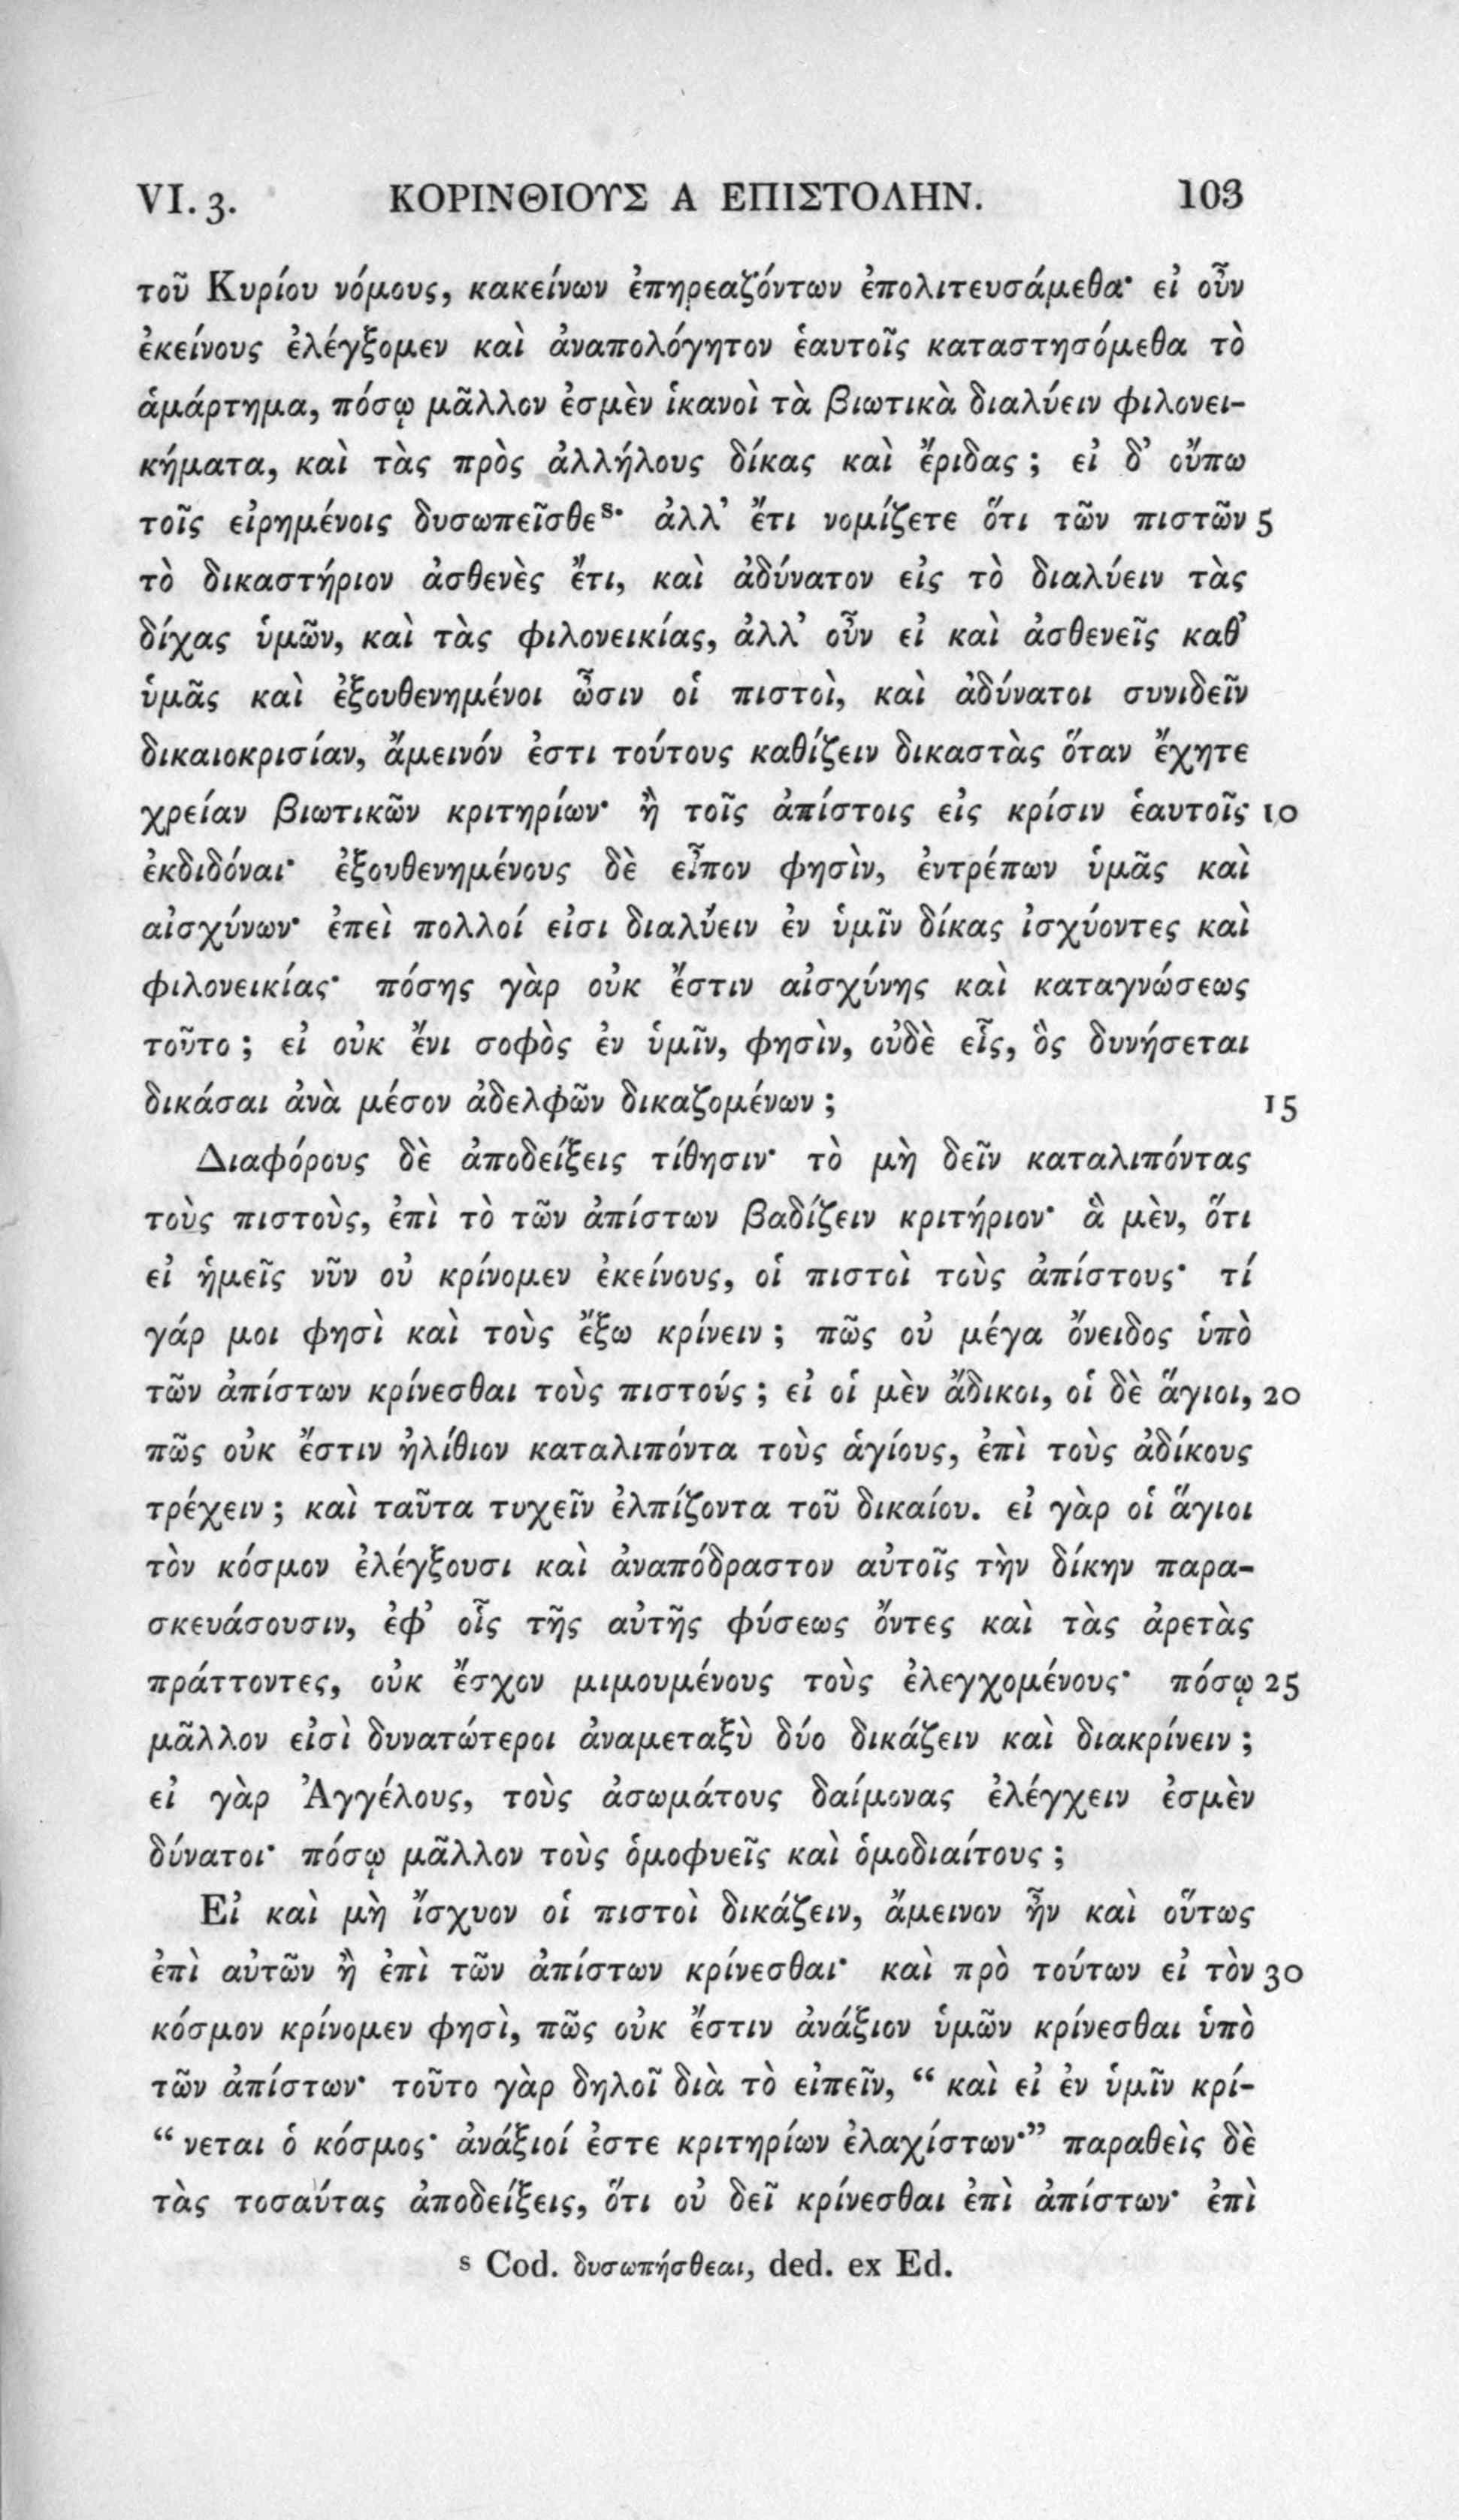 VI. 3. ΚΟΡΙΝΘΙΟΥΣ Α ΕΠΙΣΤΟΛΗΝ. 103
τοῦ Κυρίου νόμους, κακείνων ἐπηρεαζόντων ἐπολιτευσάμεθα· εἰ οὖν
ἐκείνους ἐλέγξομεν καὶ ἀναπολόγητον ἑαυτοῖς καταστησόμεθα τὸ
ἁμάρτημα, πόσῳ μᾶλλον ἐσμὲν ἱκανοὶ τὰ βιωτικὰ διαλύειν φιλονει-
κήματα, καὶ τὰς πρὸς ἀλλήλους δίκας καὶ ἔριδας ; εἰ δ’ οὔπω
τοῖς εἰρημένοις δυσωπεῖσθε s· ἀλλ’ ἔτι νομίζετε ὅτι τῶν πιστῶν 5
τὸ δικαστήριον ἀσθενὲς ἔτι, καὶ ἀδύνατον εἰς τὸ διαλύειν τὰς
δίχας ὑμῶν, καὶ τὰς φιλονεικίας, ἀλλ’ οὖν εἰ καὶ ἀσθενεῖς καθ’
ὑμᾶς καὶ ἐξουθενημένοι ὦσιν οἱ πιστοὶ, καὶ ἀδύνατοι συνιδεῖν
δικαιοκρισίαν, ἄμεινόν ἐστι τούτους καθίζειν δικαστὰς ὅταν ἔχητε
χρείαν βιωτικῶν κριτηρίων· ἢ τοῖς ἀπίστοις εἰς κρίσιν ἑαυτοῖς 10
ἐκδιδόναι· ἐξουθενημένους δὲ εἶπον φησὶν, ἐντρέπων ὑμᾶς καὶ
αἰσχύνων· ἐπεὶ πολλοί εἰσι διαλύειν ἐν ὑμῖν δίκας ἰσχύοντες καὶ
φιλονεικίας· πόσης γὰρ οὐκ ἔστιν αἰσχύνης καὶ καταγνώσεως
τοῦτο ; εἰ οὐκ ἔνι σοφὸς ἐν ὑμῖν, φησὶν, οὐδὲ εἷς, ὃς δυνήσεται
δικάσαι ἀνὰ μέσον ἀδελφῶν δικαζομένων ; 15
Διαφόρους δὲ ἀποδείξεις τίθησιν· τὸ μὴ δεῖν καταλιπόντας
τοὺς πιστοὺς, ἐπὶ τὸ τῶν ἀπίστων βαδίζειν κριτήριον· ἃ μὲν, ὅτι
εἰ ἡμεῖς νῦν οὐ κρίνομεν ἐκείνους, οἱ πιστοὶ τοὺς ἀπίστους· τί
γάρ μοι φησὶ καὶ τοὺς ἔξω κρίνειν ; πῶς οὐ μέγα ὄνειδος ὑπὸ
τῶν ἀπίστων κρίνεσθαι τοὺς πιστούς ; εἰ οἱ μὲν ἄδικοι, οἱ δὲ ἅγιοι, 20
πῶς οὐκ ἔστιν ἠλίθιον καταλιπόντα τοὺς ἁγίους, ἐπὶ τοὺς ἀδίκους
τρέχειν ; καὶ ταῦτα τυχεῖν ἐλπίζοντα τοῦ δικαίου. εἰ γὰρ οἱ ἅγιοι
τὸν κόσμον ἐλέγξουσι καὶ ἀναπόδραστον αὐτοῖς τὴν δίκην παρα-
σκευάσουσιν, ἐφ’ οἷς τῆς αὐτῆς φύσεως ὄντες καὶ τὰς ἀρετὰς
πράττοντες, οὐκ ἔσχον μιμουμένους τοὺς ἐλεγχομένους· πόσῳ 25
μᾶλλον εἰσὶ δυνατώτεροι ἀναμεταξὺ δύο δικάζειν καὶ διακρίνειν ;
εἰ γὰρ Ἀγγέλους, τοὺς ἀσωμάτους δαίμονας ἐλέγχειν ἐσμὲν
δύνατοι· πόσῳ μᾶλλον τοὺς ὁμοφυεῖς καὶ ὁμοδιαίτους ;
Εἰ καὶ μὴ ἴσχυον οἱ πιστοὶ δικάζειν, ἄμεινον ἦν καὶ οὕτως
ἐπὶ αὐτῶν ἢ ἐπὶ τῶν ἀπίστων κρίνεσθαι· καὶ πρὸ τούτων εἰ τὸν 30
κόσμον κρίνομεν φησὶ, πῶς οὐκ ἔστιν ἀνάξιον ὑμῶν κρίνεσθαι ὑπὸ
τῶν ἀπίστων· τοῦτο γὰρ δηλοῖ διὰ τὸ εἰπεῖν, “ καὶ εἰ ἐν ὑμῖν κρί-
“ νεται ὁ κόσμος· ἀνάξιοί ἐστε κριτηρίων ἐλαχίστων·” παραθεὶς δὲ
τὰς τοσαύτας ἀποδείξεις, ὅτι οὐ δεῖ κρίνεσθαι ἐπὶ ἀπίστων· ἐπὶ
s Cod. δυσωπήσθεαι, ded. ex Ed.